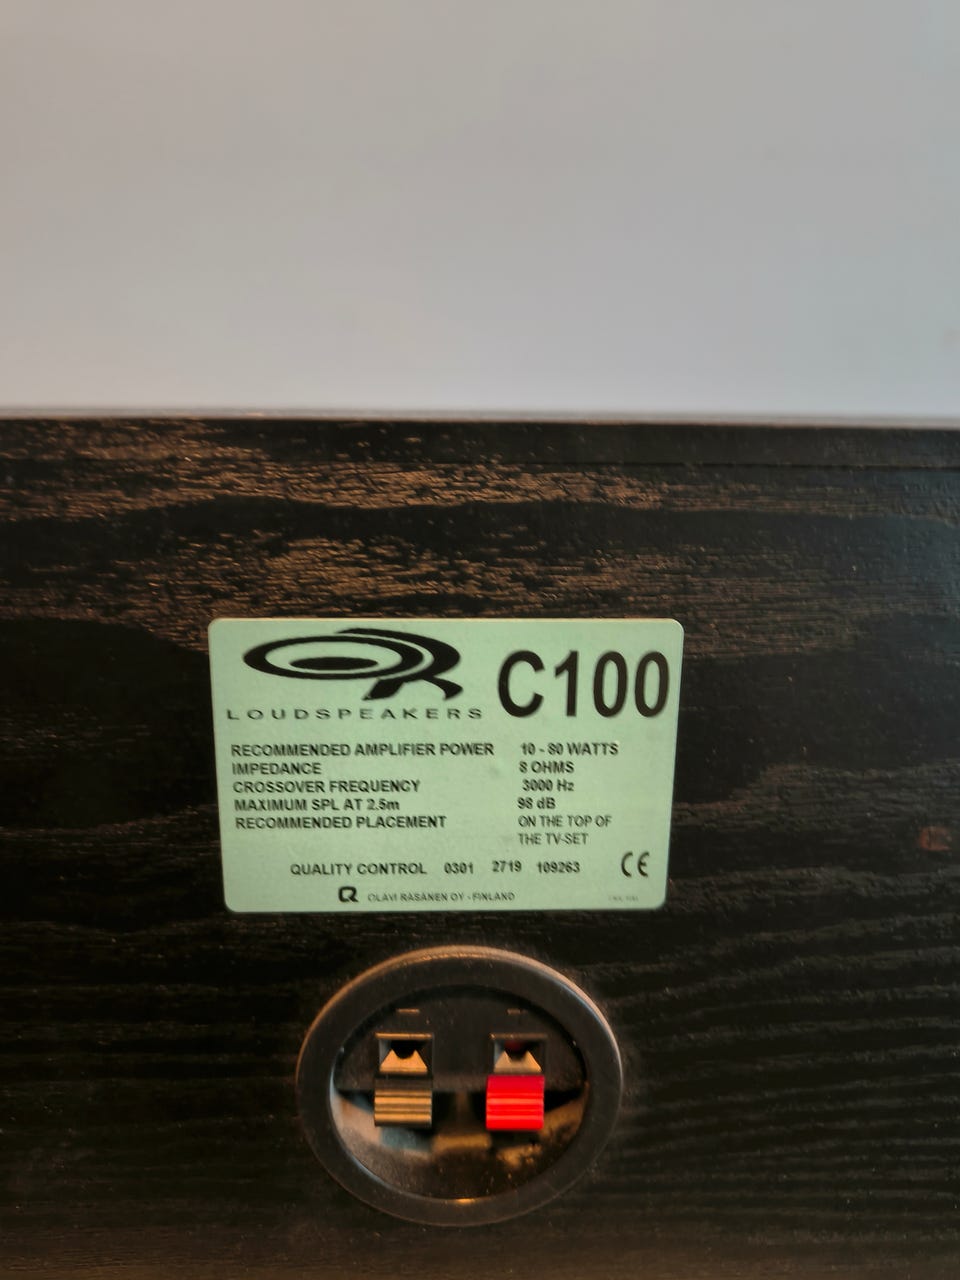 OR
LOUDSPEAKERS
C100
RECOMMENDED AMPLIFIER POWER 10 - 80 WATTS
IMPEDANCE 8 OHMS
CROSSOVER FREQUENCY 3000 Hz
MAXIMUM SPL AT 2.5m 98 dB
RECOMMENDED PLACEMENT ON THE TOP OF
THE TV-SET
QUALITY CONTROL 0301 2719 109263
CE
OLAVI RÄSÄNEN OY - FINLAND